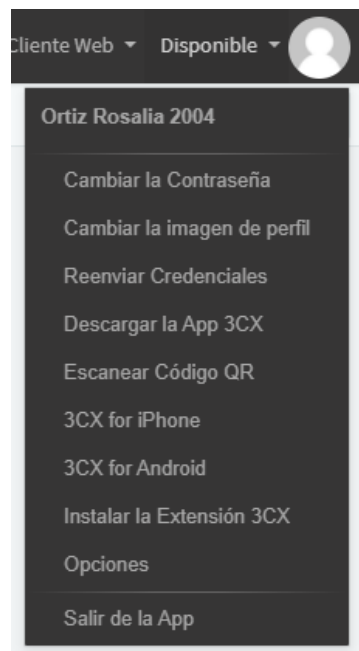 Cliente Web Disponible
Ortiz Rosalia 2004
Cambiar la Contraseña
Cambiar la imagen de perfil
Reenviar Credenciales
Descargar la App 3CX
Escanear Código QR
3CX for iPhone
3CX for Android
Instalar la Extensión 3CX
Opciones
Salir de la App